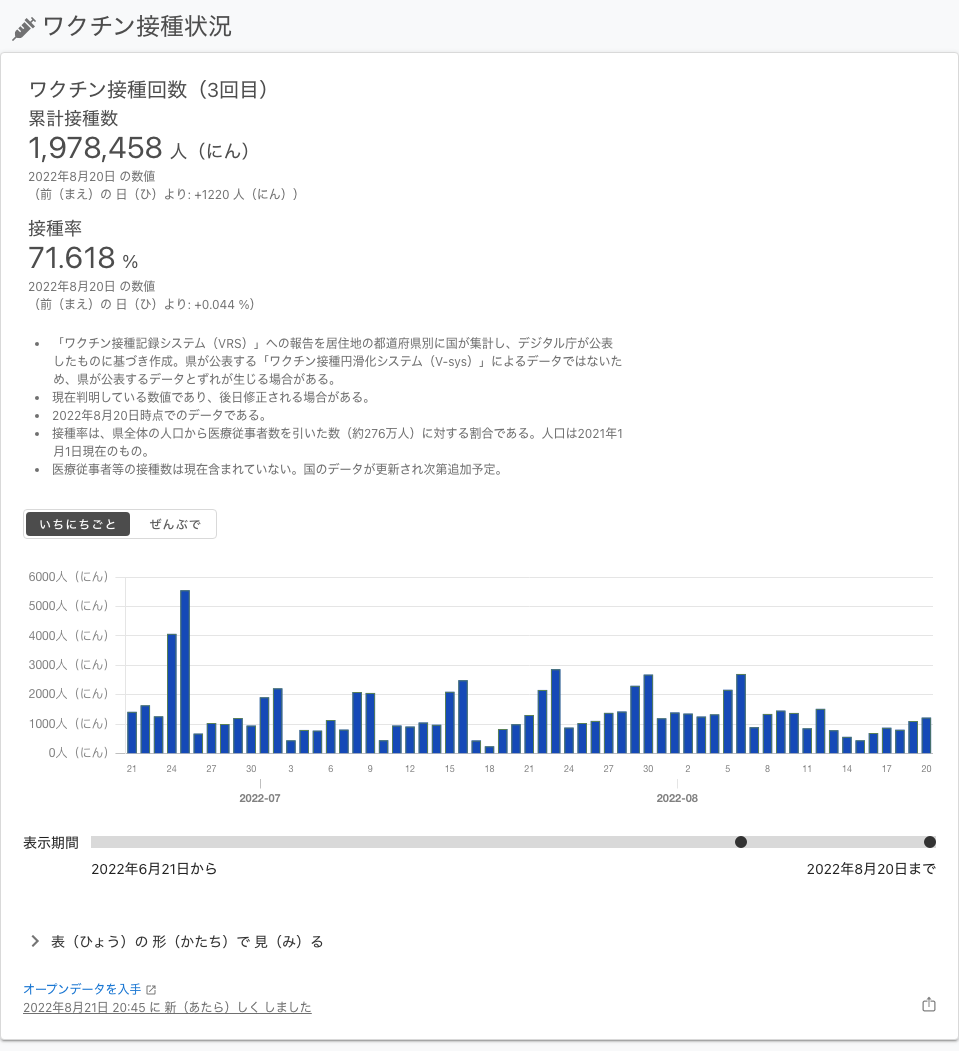 ワクチン接種状況
ワクチン接種回数（3回目）
累計接種数
1,978,458 人（にん）
2022年8月20日 の数値
（前（まえ）の 日（ひ）より: +1220 人（にん））
接種率
71.618 %
2022年8月20日 の数値
（前（まえ）の 日（ひ）より: +0.044 %）
• 「ワクチン接種記録システム（VRS）」への報告を居住地の都道府県別に国が集計し、デジタル庁が公表
したものに基づき作成。県が公表する「ワクチン接種円滑化システム（V-sys）」によるデータではないた
め、県が公表するデータとずれが生じる場合がある。
• 現在判明している数値であり、後日修正される場合がある。
• 2022年8月20日時点でのデータである。
• 接種率は、県全体の人口から医療従事者数を引いた数（約276万人）に対する割合である。人口は2021年1
月1日現在のもの。
• 医療従事者等の接種数は現在含まれていない。国のデータが更新され次第追加予定。
いちにちごと ぜんぶで
6000人（にん）
5000人（にん）
4000人（にん）
3000人（にん）
2000人（にん）
1000人（にん）
0人（にん）
21 24 27 30 3 6 9 12 15 18 21 24 27 30 2 5 8 11 14 17 20
2022-07 2022-08
表示期間
2022年6月21日から 2022年8月20日まで
表（ひょう）の 形（かたち）で 見（み）る
オープンデータを入手
2022年8月21日 20:45 に 新（あたら）しく しました